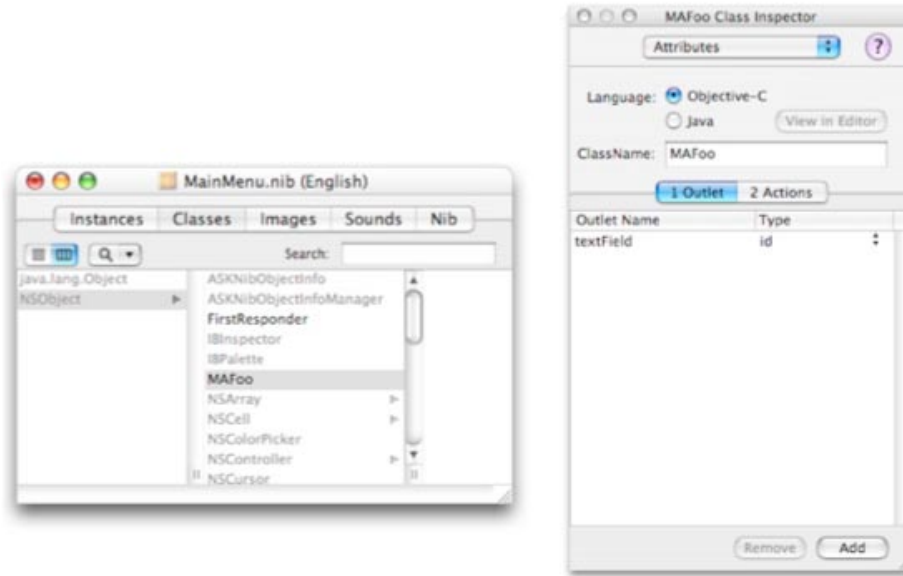 MainMenu.nib (English)
Instances Classes Images Sounds Nib
Search:
java.lang.Object
NSObject
ASKNibObjectInfo
ASKNibObjectInfoManager
FirstResponder
IBInspector
IBPalette
MAFoo
NSArray
NSCell
NSColorPicker
NSController
NSCursor
MAFoo Class Inspector
Attributes
?
Language: Objective-C
Java View in Editor
ClassName: MAFoo
1 Outlet 2 Actions
Outlet Name Type
textField id
Remove Add